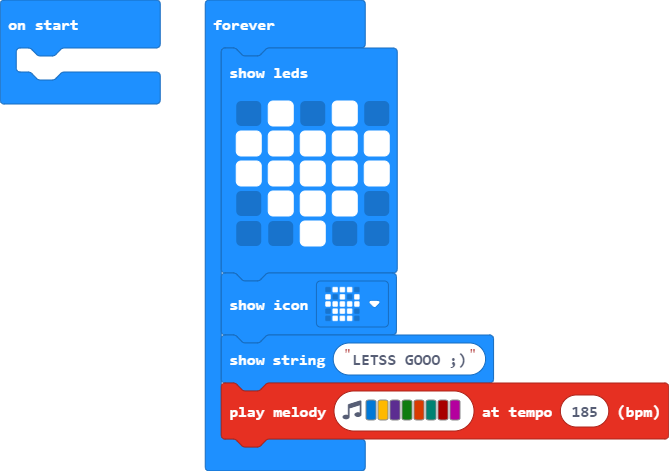 on start
forever
show leds
show icon
show string "LETSS GOOO ;)"
play melody at tempo 185 (bpm)